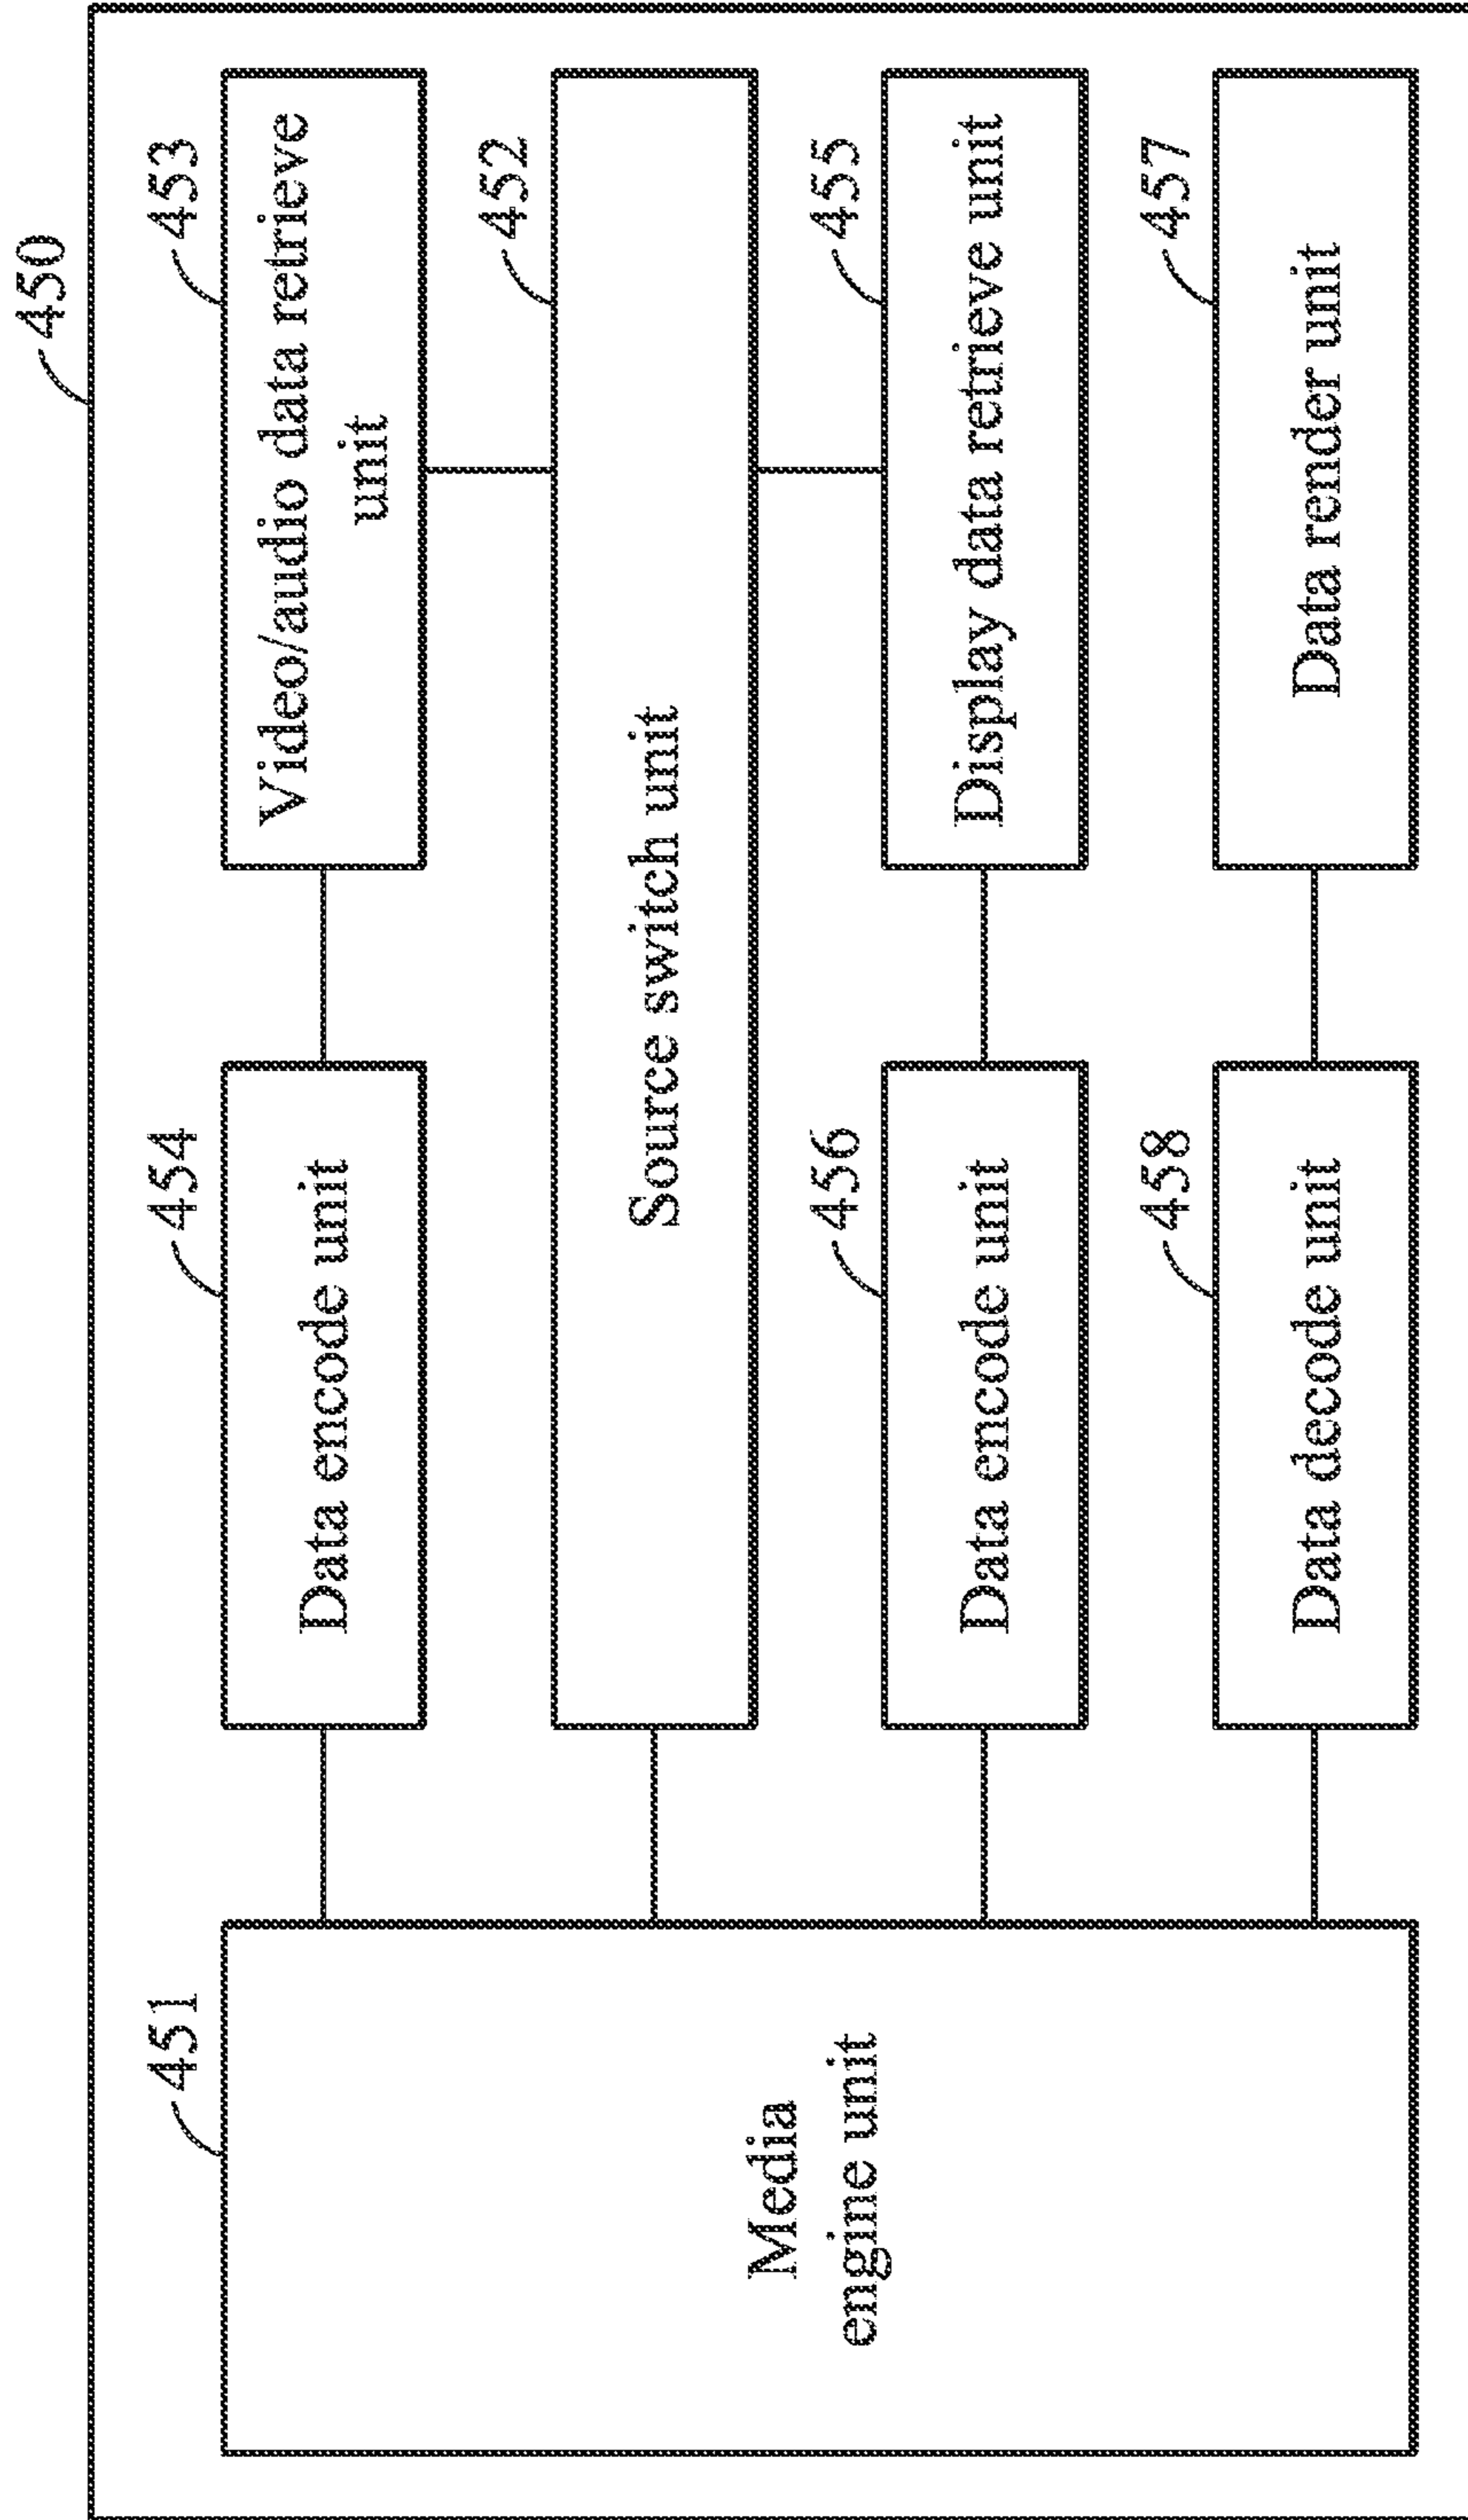 450
451
Media
engine unit
454
Data encode unit
453
Video/audio data retrieve
unit
452
Source switch unit
456
Data encode unit
455
Display data retrieve unit
458
Data decode unit
457
Data render unit